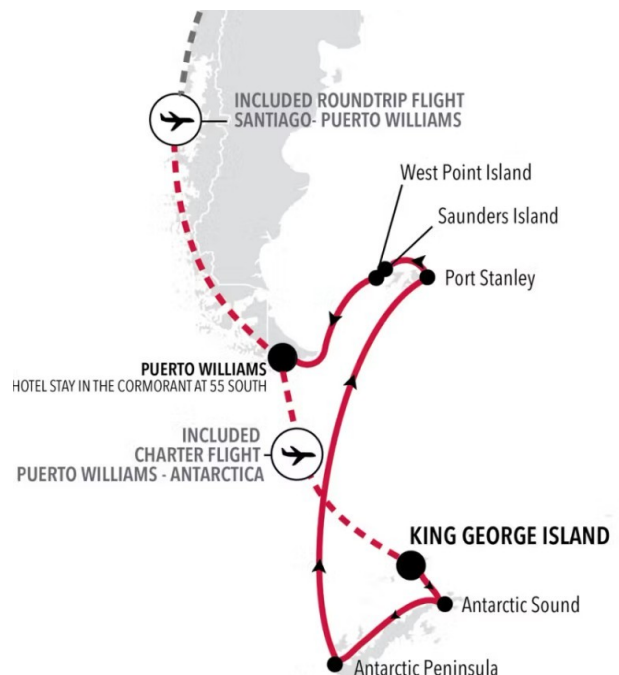 INCLUDED ROUNDTRIP FLIGHT
SANTIAGO- PUERTO WILLIAMS
West Point Island
Saunders Island
Port Stanley
PUERTO WILLIAMS
HOTEL STAY IN THE CORMORANT AT 55 SOUTH
INCLUDED
CHARTER FLIGHT
PUERTO WILLIAMS - ANTARCTICA
KING GEORGE ISLAND
Antarctic Sound
Antarctic Peninsula